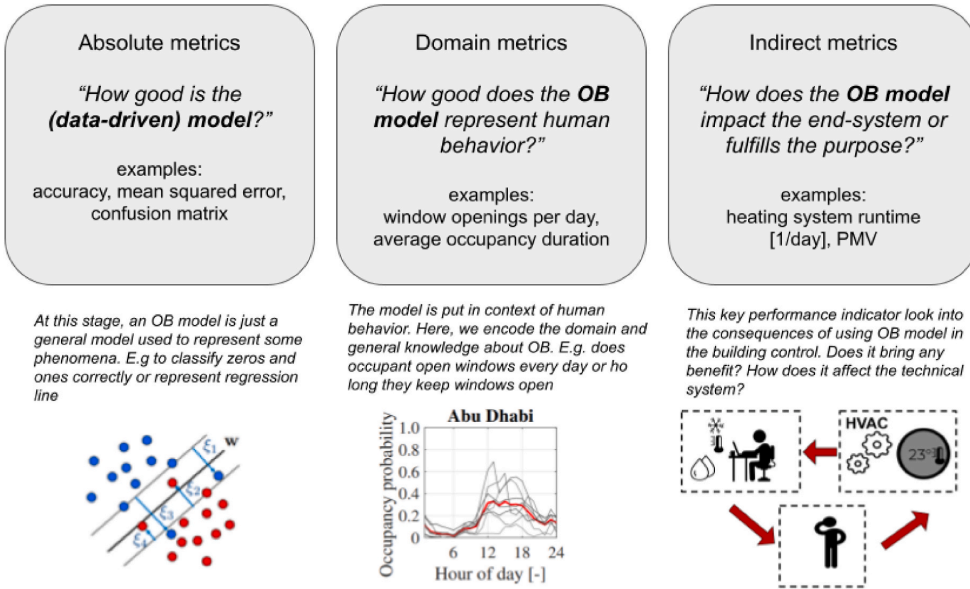 Absolute metrics
“How good is the
(data-driven) model?”
examples:
accuracy, mean squared error,
confusion matrix
Domain metrics
“How good does the OB
model represent human
behavior?”
examples:
window openings per day,
average occupancy duration
Indirect metrics
“How does the OB model
impact the end-system or
fulfills the purpose?”
examples:
heating system runtime
[1/day], PMV
At this stage, an OB model is just a
general model used to represent some
phenomena. E.g to classify zeros and
ones correctly or represent regression
line
The model is put in context of human
behavior. Here, we encode the domain and
general knowledge about OB. E.g. does
occupant open windows every day or ho
long they keep windows open
This key performance indicator look into
the consequences of using OB model in
the building control. Does it bring any
benefit? How does it affect the technical
system?
w
ξ1
ξ2
ξ3
ξ4
Abu Dhabi
Occupancy probability
1.0
0.8
0.6
0.4
0.2
0
6 12 18 24
Hour of day [-]
HVAC
23°